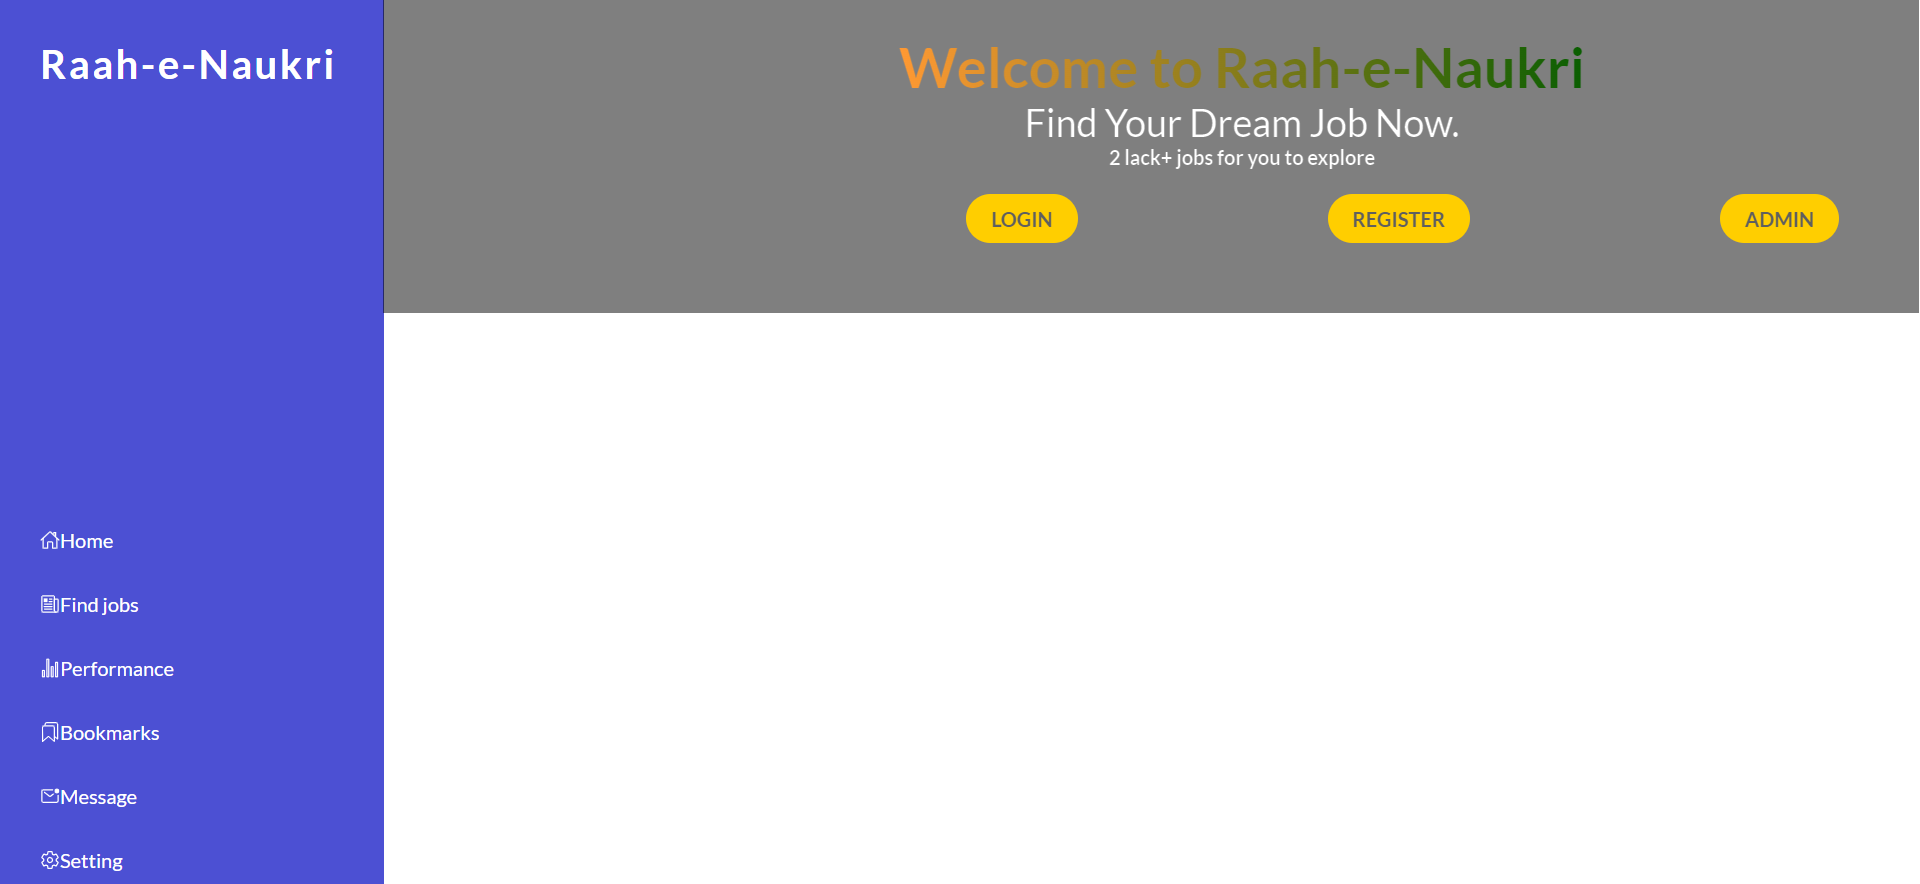 Raah-e-Naukri
Home
Find jobs
Performance
Bookmarks
Message
Setting
Welcome to Raah-e-Naukri
Find Your Dream Job Now.
2 lack+ jobs for you to explore
LOGIN
REGISTER
ADMIN